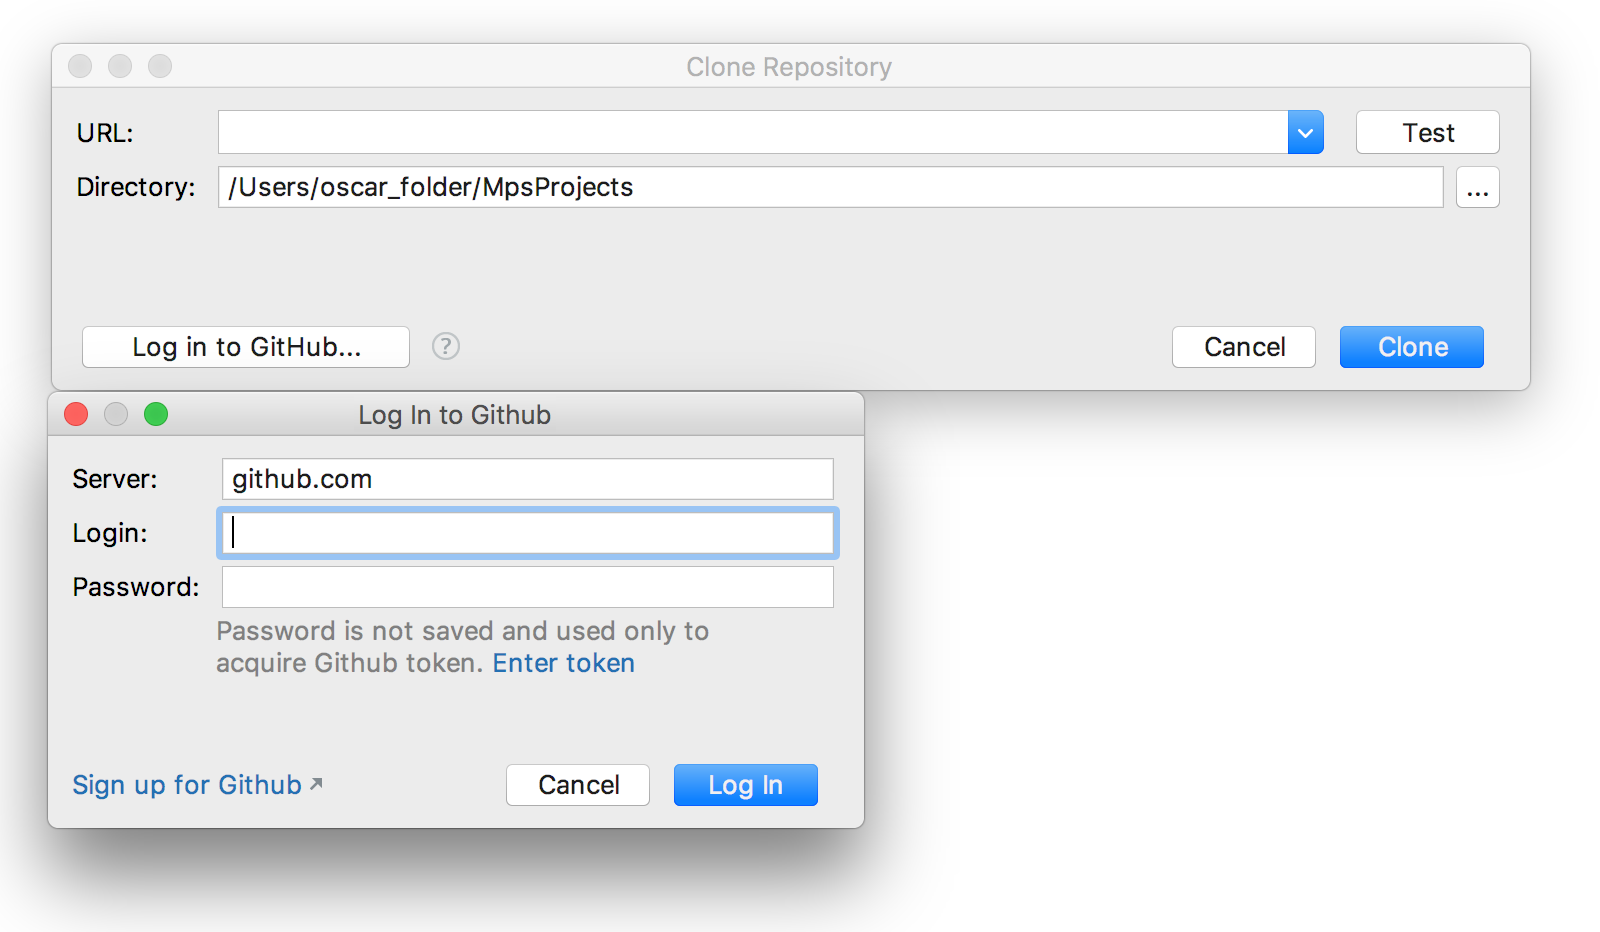 Clone Repository
URL:
Test
Directory: /Users/oscar_folder/MpsProjects ...
Log in to GitHub... ? Cancel Clone
Log In to Github
Server: github.com
Login:
Password:
Password is not saved and used only to
acquire Github token. Enter token
Sign up for Github Cancel Log In